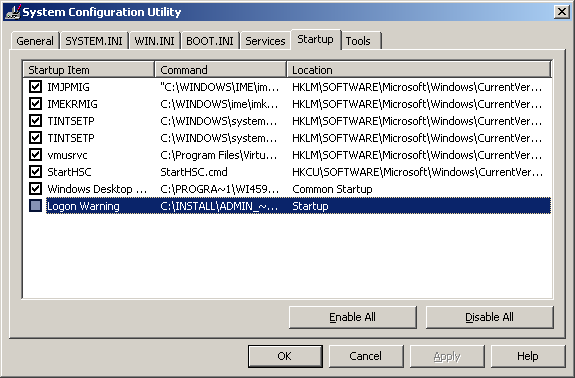 System Configuration Utility
General SYSTEM.INI WIN.INI BOOT.INI Services Startup Tools
Startup Item Command Location
IMJPMIG "C:\WINDOWS\IME\im... HKLM\SOFTWARE\Microsoft\Windows\CurrentVer...
IMEKRMIG C:\WINDOWS\ime\imk... HKLM\SOFTWARE\Microsoft\Windows\CurrentVer...
TINTSETP C:\WINDOWS\system... HKLM\SOFTWARE\Microsoft\Windows\CurrentVer...
TINTSETP C:\WINDOWS\system... HKLM\SOFTWARE\Microsoft\Windows\CurrentVer...
vmusrvc C:\Program Files\Virtu... HKLM\SOFTWARE\Microsoft\Windows\CurrentVer...
StartHSC StartHSC.cmd HKCU\SOFTWARE\Microsoft\Windows\CurrentVer...
Windows Desktop ... C:\PROGRA~1\WI459... Common Startup
Logon Warning C:\INSTALL\ADMIN_~... Startup
Enable All Disable All
OK Cancel Apply Help